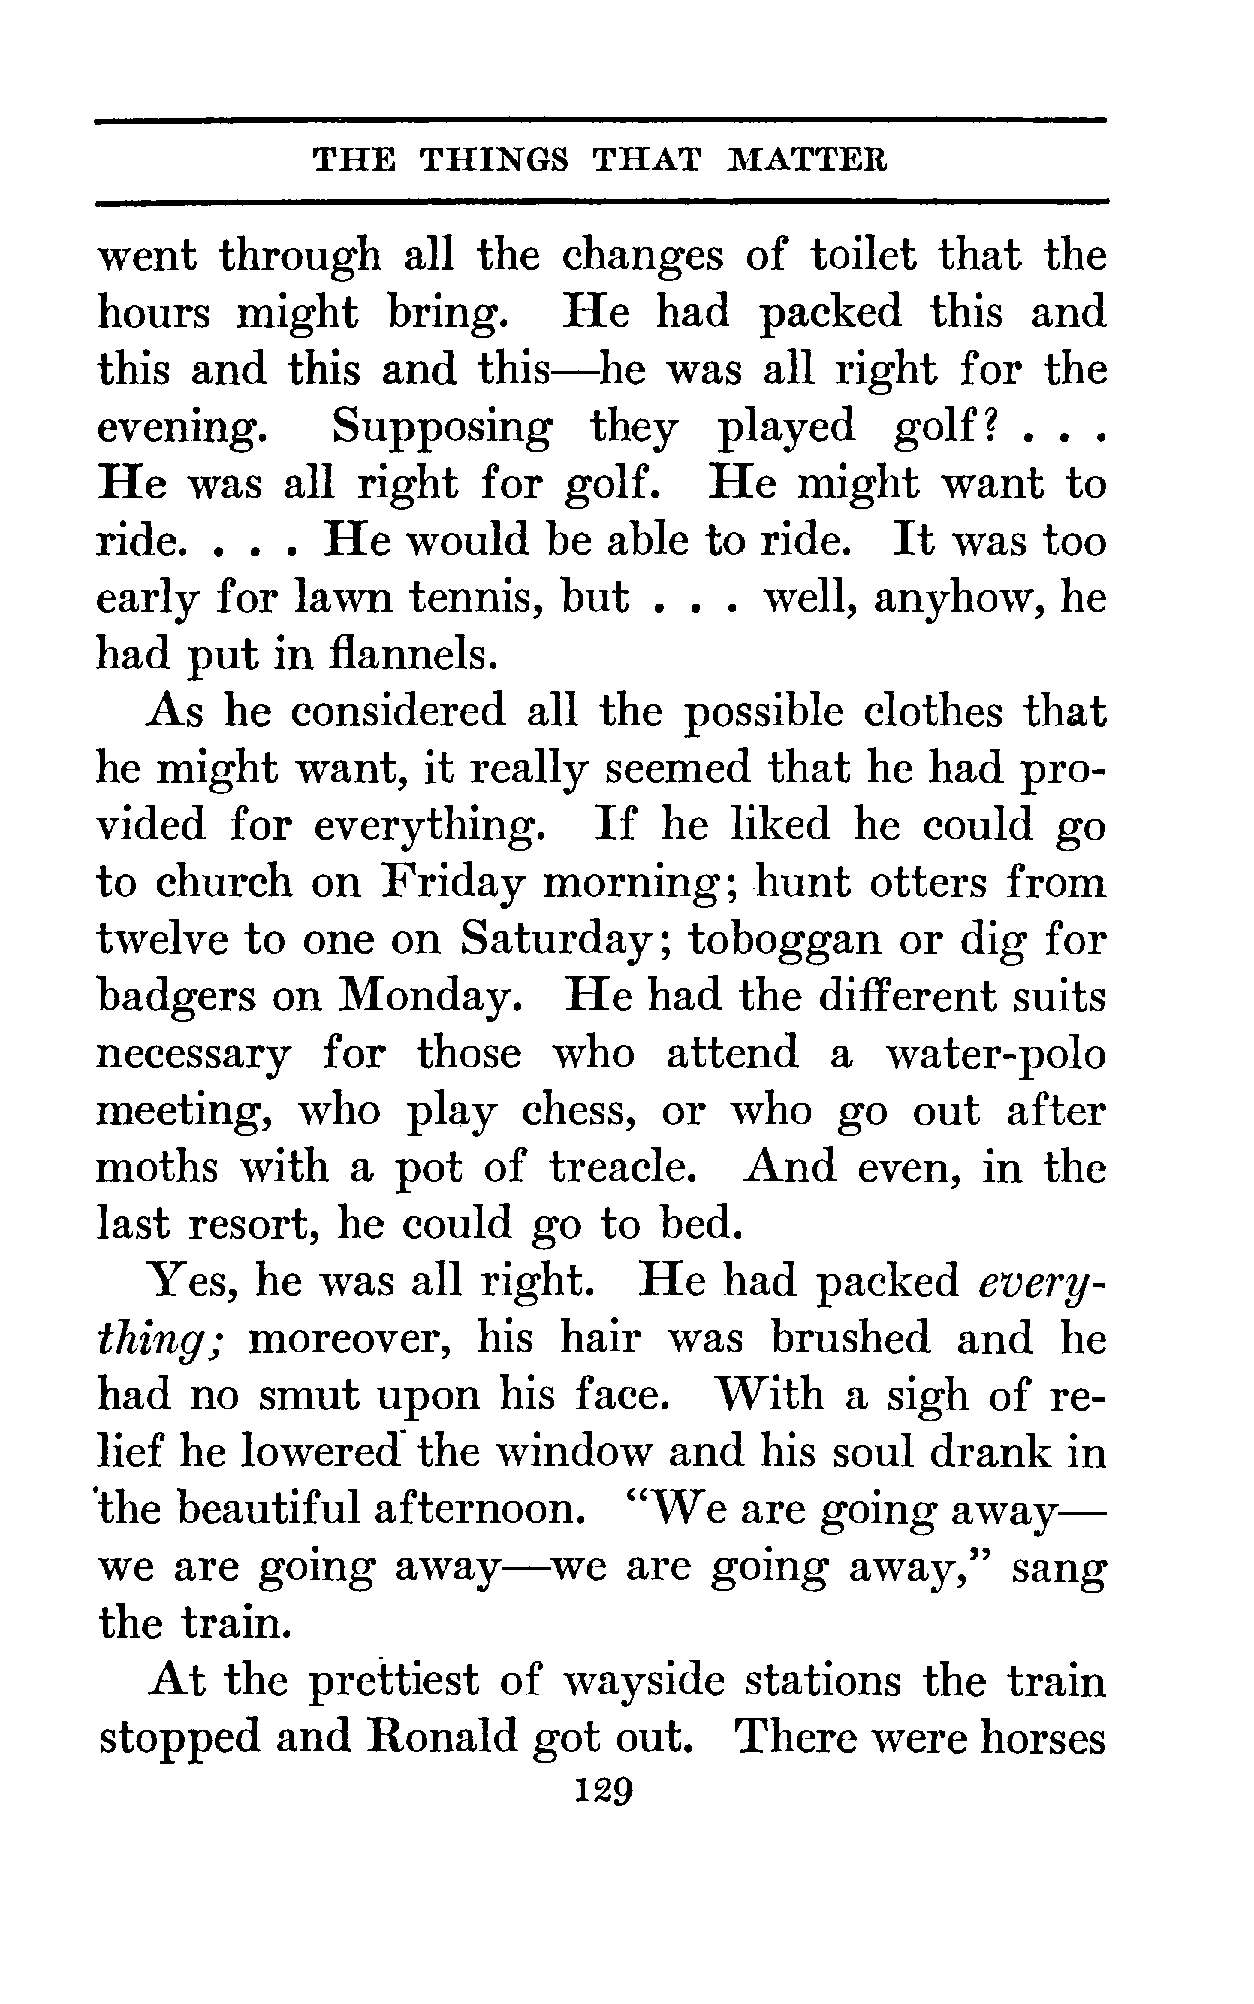 THE THINGS THAT MATTER
went through all the changes of toilet that the
hours might bring. He had packed this and
this and this and this—he was all right for the
evening. Supposing they played golf? . . .
He was all right for golf. He might want to
ride. . . . He would be able to ride. It was too
early for lawn tennis, but . . . well, anyhow, he
had put in flannels.
As he considered all the possible clothes that
he might want, it really seemed that he had pro-
vided for everything. If he liked he could go
to church on Friday morning; hunt otters from
twelve to one on Saturday; toboggan or dig for
badgers on Monday. He had the different suits
necessary for those who attend a water-polo
meeting, who play chess, or who go out after
moths with a pot of treacle. And even, in the
last resort, he could go to bed.
Yes, he was all right. He had packed every-
thing; moreover, his hair was brushed and he
had no smut upon his face. With a sigh of re-
lief he lowered the window and his soul drank in
the beautiful afternoon. “We are going away—
we are going away—we are going away,” sang
the train.
At the prettiest of wayside stations the train
stopped and Ronald got out. There were horses
129